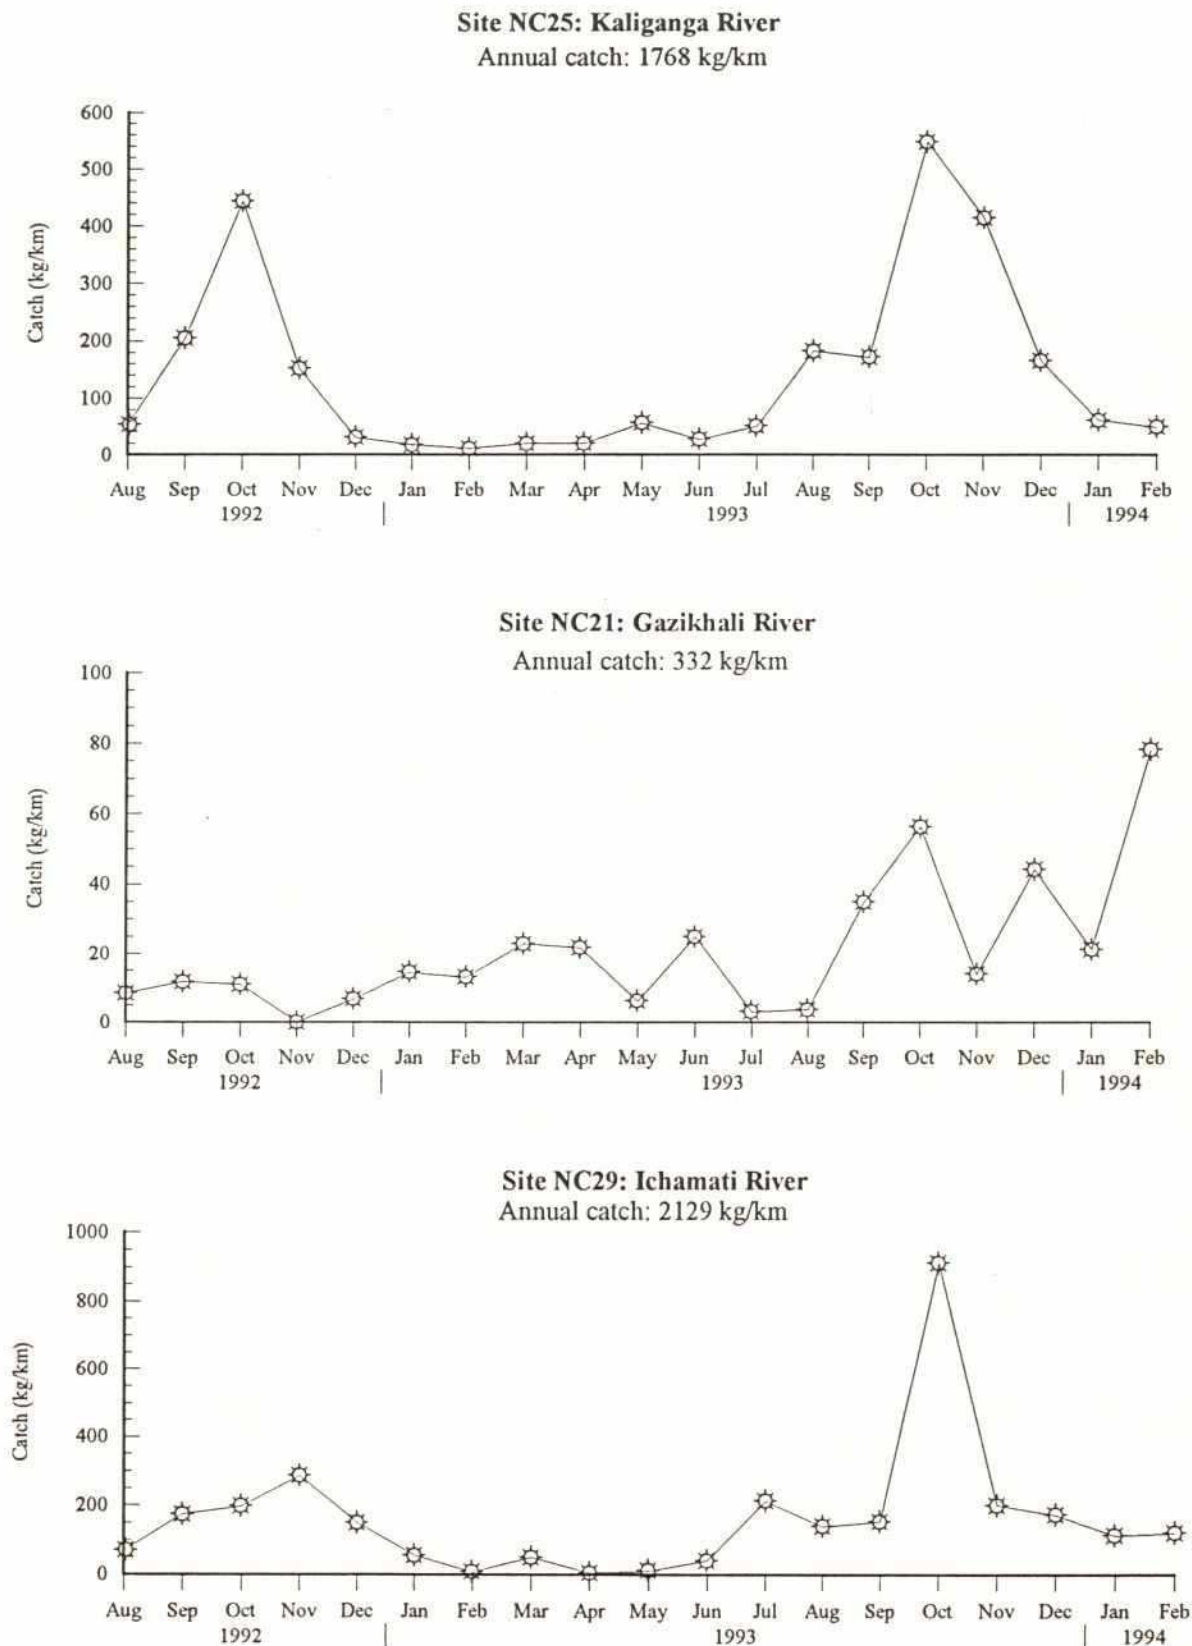 Site NC25: Kaliganga River
Annual catch: 1768 kg/km
600
500
400
300
200
100
0
Catch (kg/km)
Aug Sep Oct Nov Dec Jan Feb Mar Apr May Jun Jul Aug Sep Oct Nov Dec Jan Feb
1992 | 1993 | 1994
Site NC21: Gazikhali River
Annual catch: 332 kg/km
100
80
60
40
20
0
Catch (kg/km)
Aug Sep Oct Nov Dec Jan Feb Mar Apr May Jun Jul Aug Sep Oct Nov Dec Jan Feb
1992 | 1993 | 1994
Site NC29: Ichamati River
Annual catch: 2129 kg/km
1000
800
600
400
200
0
Catch (kg/km)
Aug Sep Oct Nov Dec Jan Feb Mar Apr May Jun Jul Aug Sep Oct Nov Dec Jan Feb
1992 | 1993 | 1994